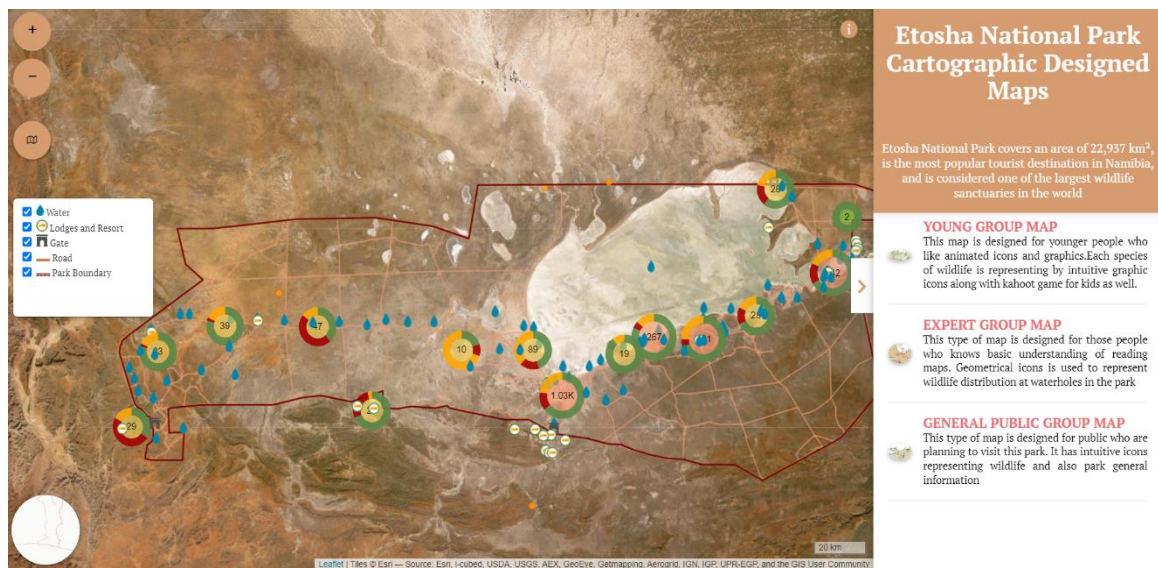 +
−
i
Water
Lodges and Resort
Gate
Road
Park Boundary
28
2
39
47
10
89
19
267
28
1.03K
29
20 km
Leaflet | Tiles © Esri — Source: Esri, i-cubed, USDA, USGS, AEX, GeoEye, Getmapping, Aerogrid, IGN, IGP, UPR-EGP, and the GIS User Community
Etosha National Park
Cartographic Designed
Maps
Etosha National Park covers an area of 22,937 km²,
is the most popular tourist destination in Namibia,
and is considered one of the largest wildlife
sanctuaries in the world
YOUNG GROUP MAP
This map is designed for younger people who
like animated icons and graphics.Each species
of wildlife is representing by intuitive graphic
icons along with kahoot game for kids as well.
EXPERT GROUP MAP
This type of map is designed for those people
who knows basic understanding of reading
maps. Geometrical icons is used to represent
wildlife distribution at waterholes in the park
GENERAL PUBLIC GROUP MAP
This type of map is designed for public who are
planning to visit this park. It has intuitive icons
representing wildlife and also park general
information